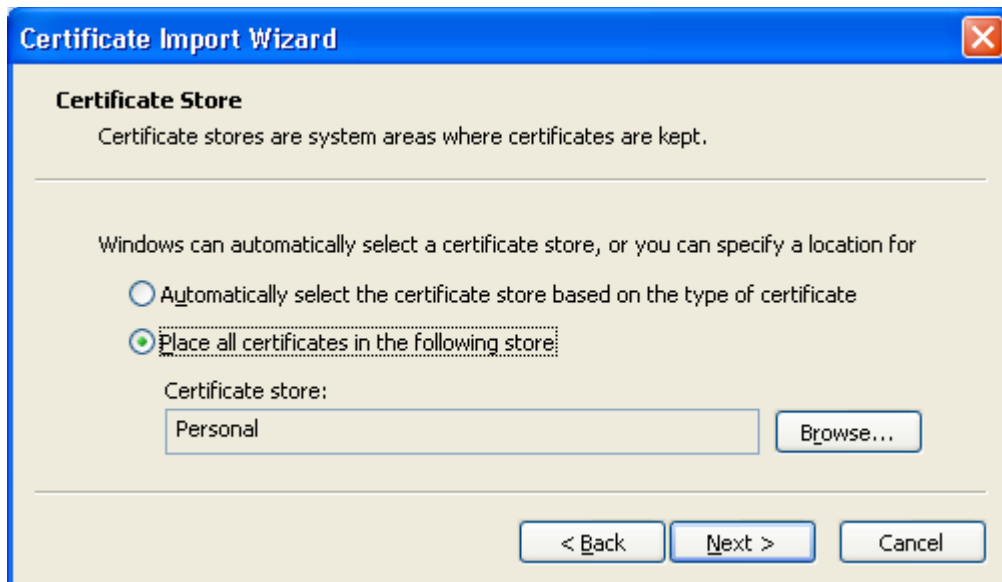 Certificate Import Wizard
Certificate Store
Certificate stores are system areas where certificates are kept.
Windows can automatically select a certificate store, or you can specify a location for
Automatically select the certificate store based on the type of certificate
Place all certificates in the following store
Certificate store:
Personal
Browse...
< Back
Next >
Cancel